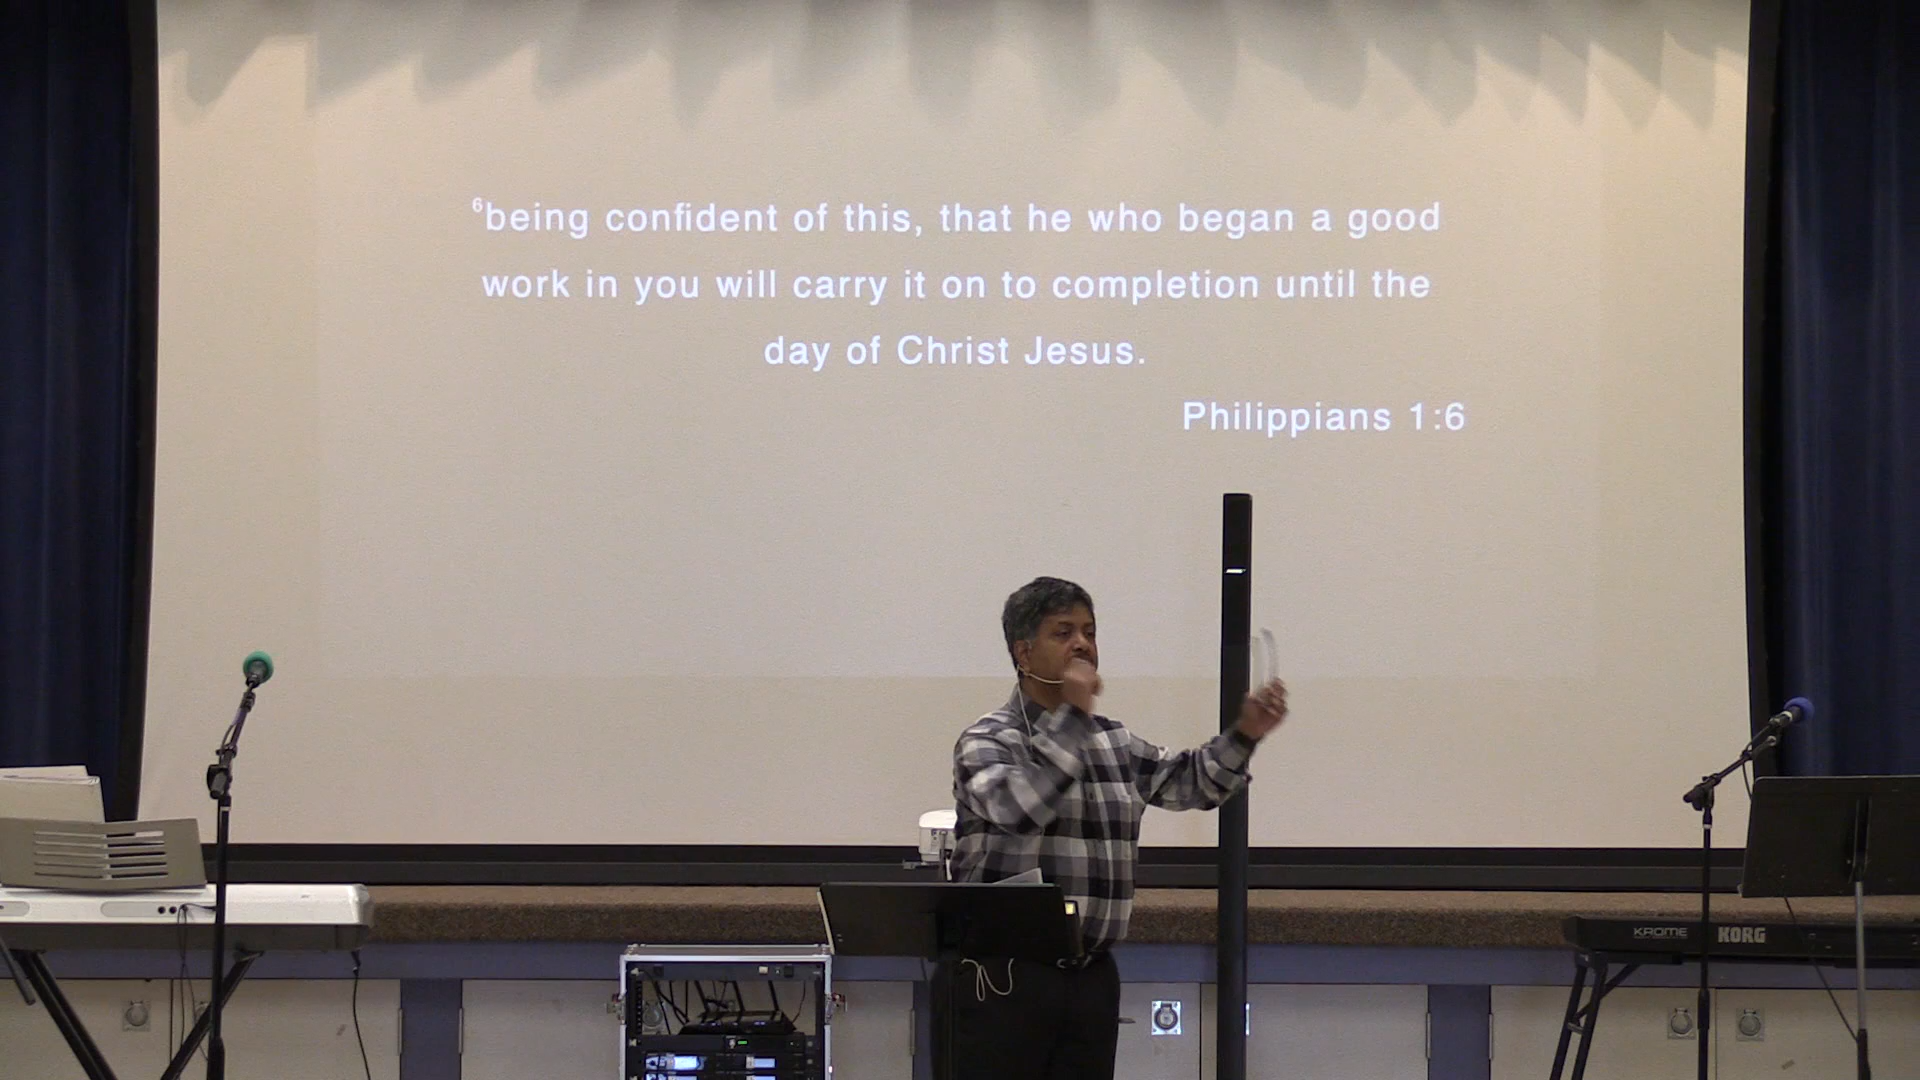 ⁶being confident of this, that he who began a good
work in you will carry it on to completion until the
day of Christ Jesus.
Philippians 1:6
KROME KORG